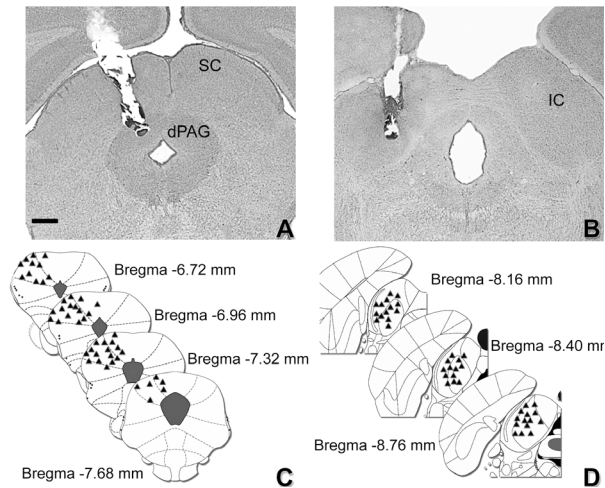 SC
dPAG
A
IC
B
Bregma -6.72 mm
Bregma -6.96 mm
Bregma -7.32 mm
Bregma -7.68 mm
C
Bregma -8.16 mm
Bregma -8.40 mm
Bregma -8.76 mm
D